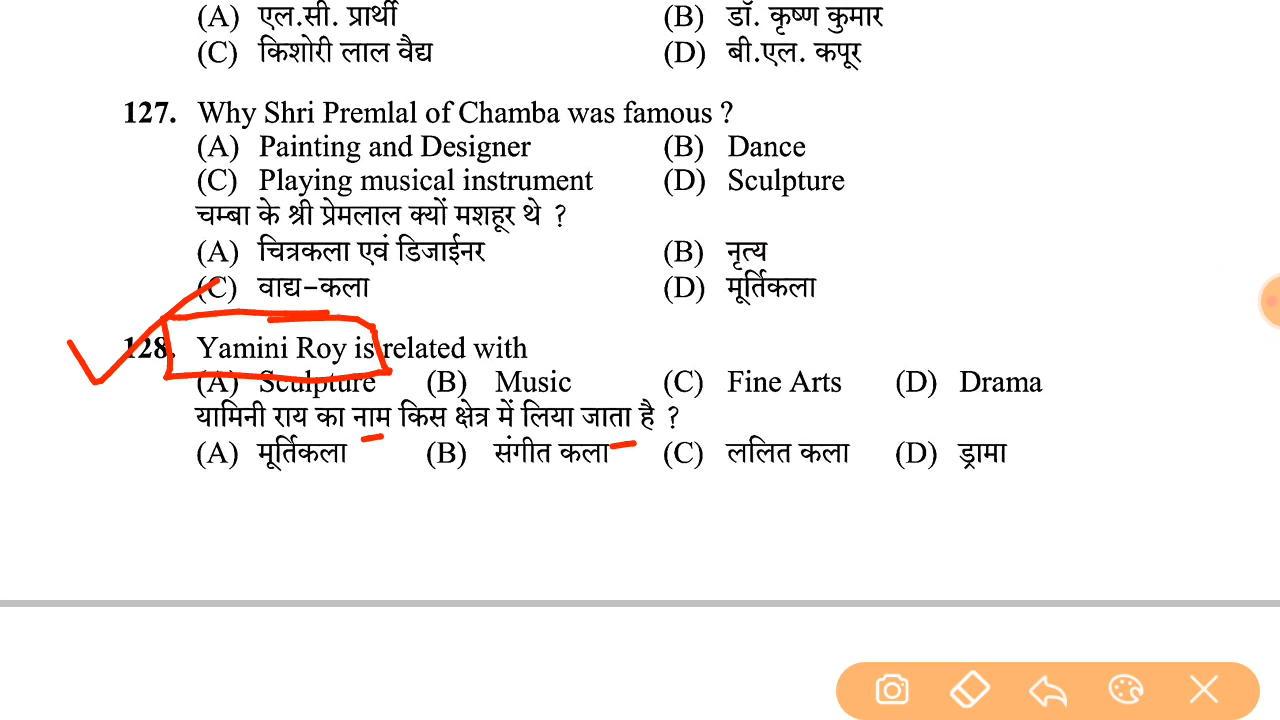 (A) एल.सी. प्रार्थी (B) डॉ. कृष्ण कुमार
(C) किशोरी लाल वैद्य (D) बी.एल. कपूर
127. Why Shri Premlal of Chamba was famous ?
(A) Painting and Designer (B) Dance
(C) Playing musical instrument (D) Sculpture
चम्बा के श्री प्रेमलाल क्यों मशहूर थे ?
(A) चित्रकला एवं डिजाईनर (B) नृत्य
(C) वाद्य-कला (D) मूर्तिकला
128. Yamini Roy is related with
(A) Sculpture (B) Music (C) Fine Arts (D) Drama
यामिनी राय का नाम किस क्षेत्र में लिया जाता है ?
(A) मूर्तिकला (B) संगीत कला (C) ललित कला (D) ड्रामा